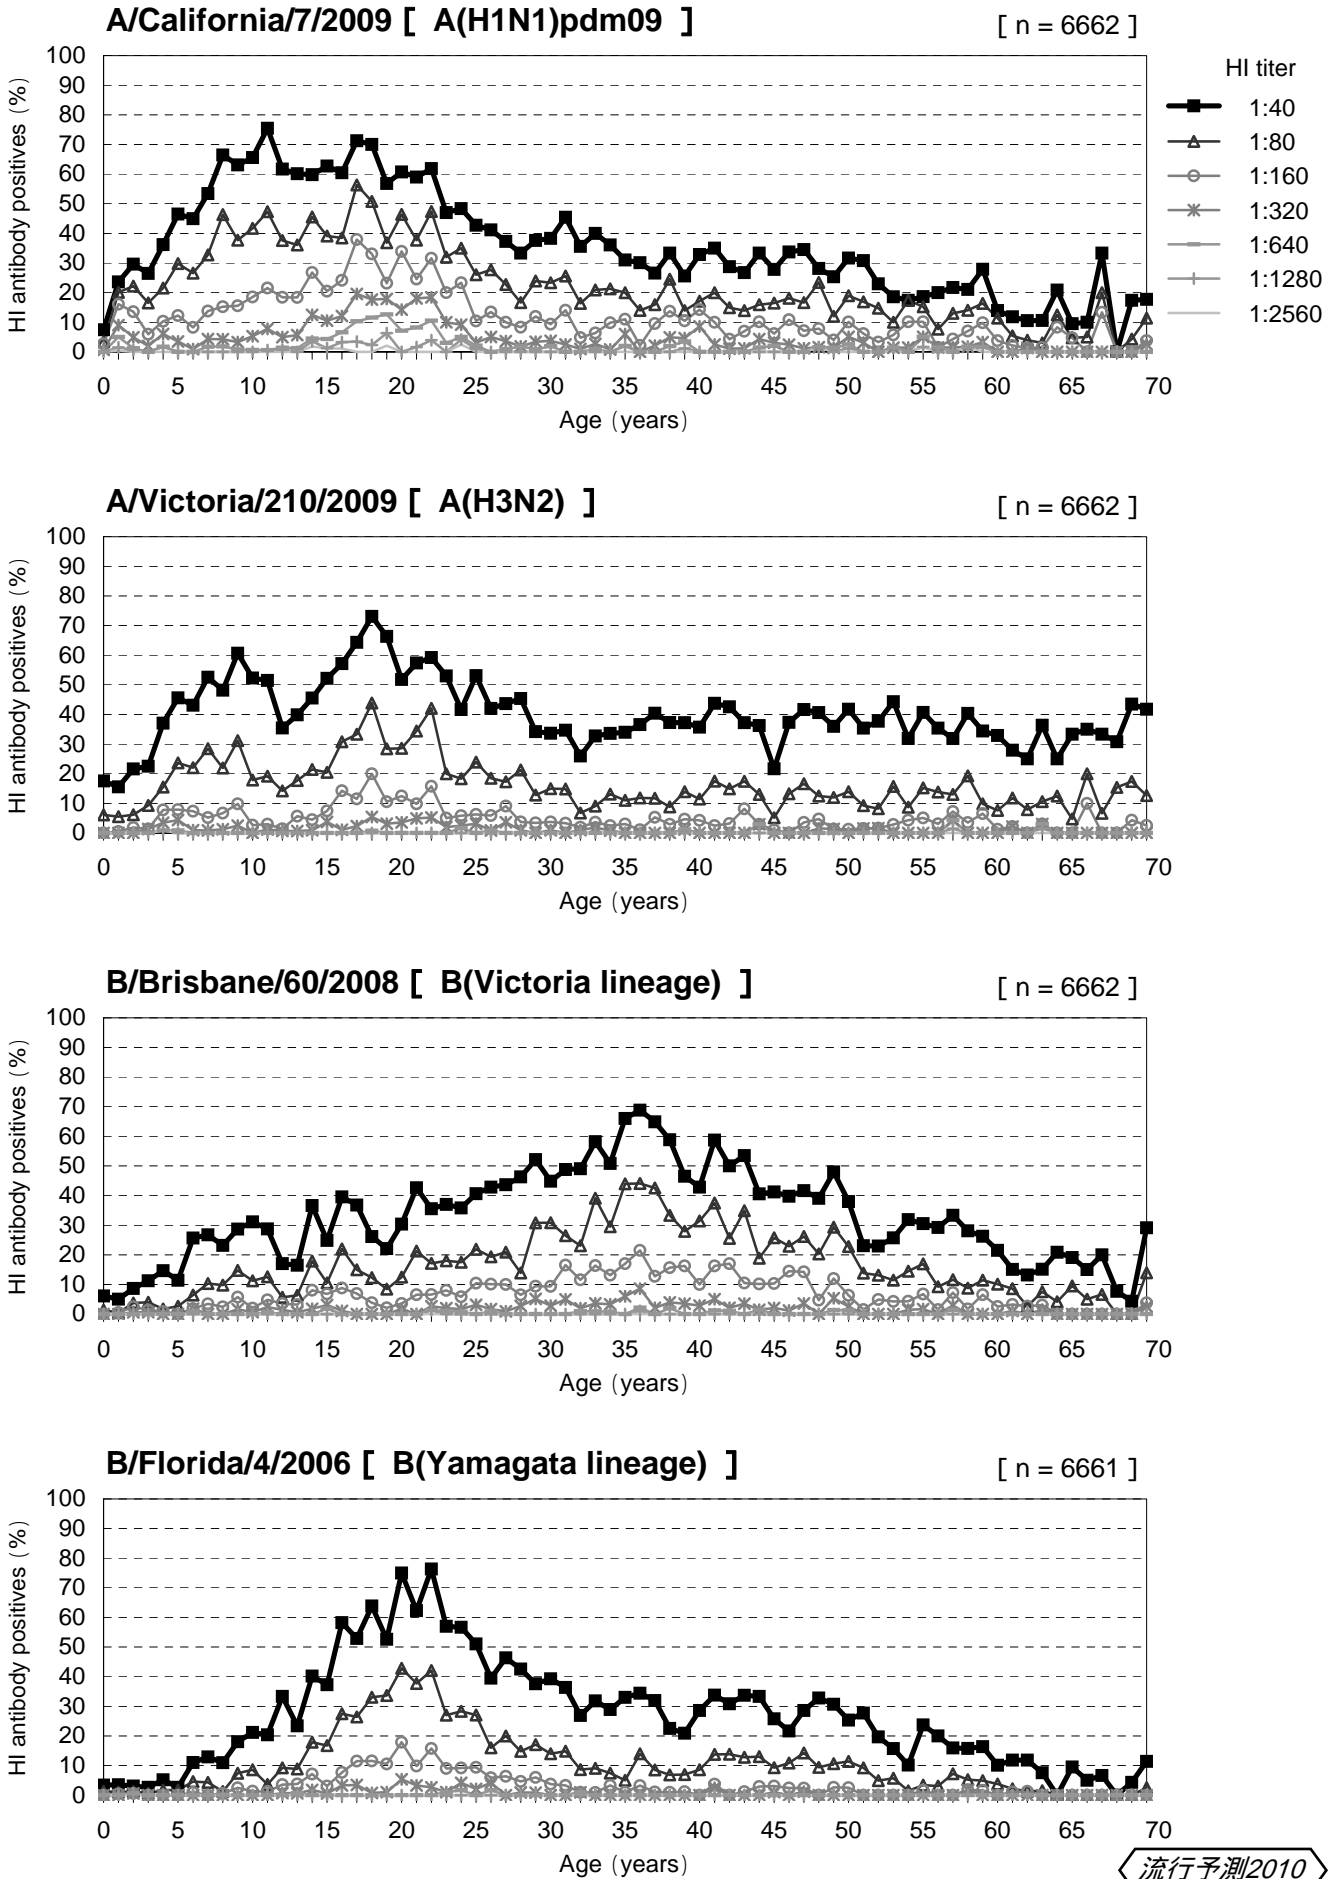 A/California/7/2009 [ A(H1N1)pdm09 ]
[ n = 6662 ]
HI antibody positives (%)
100
90
80
70
60
50
40
30
20
10
0
0 5 10 15 20 25 30 35 40 45 50 55 60 65 70
Age (years)
HI titer
1:40
1:80
1:160
1:320
1:640
1:1280
1:2560
A/Victoria/210/2009 [ A(H3N2) ]
[ n = 6662 ]
HI antibody positives (%)
100
90
80
70
60
50
40
30
20
10
0
0 5 10 15 20 25 30 35 40 45 50 55 60 65 70
Age (years)
B/Brisbane/60/2008 [ B(Victoria lineage) ]
[ n = 6662 ]
HI antibody positives (%)
100
90
80
70
60
50
40
30
20
10
0
0 5 10 15 20 25 30 35 40 45 50 55 60 65 70
Age (years)
B/Florida/4/2006 [ B(Yamagata lineage) ]
[ n = 6661 ]
HI antibody positives (%)
100
90
80
70
60
50
40
30
20
10
0
0 5 10 15 20 25 30 35 40 45 50 55 60 65 70
Age (years)
流行予測2010